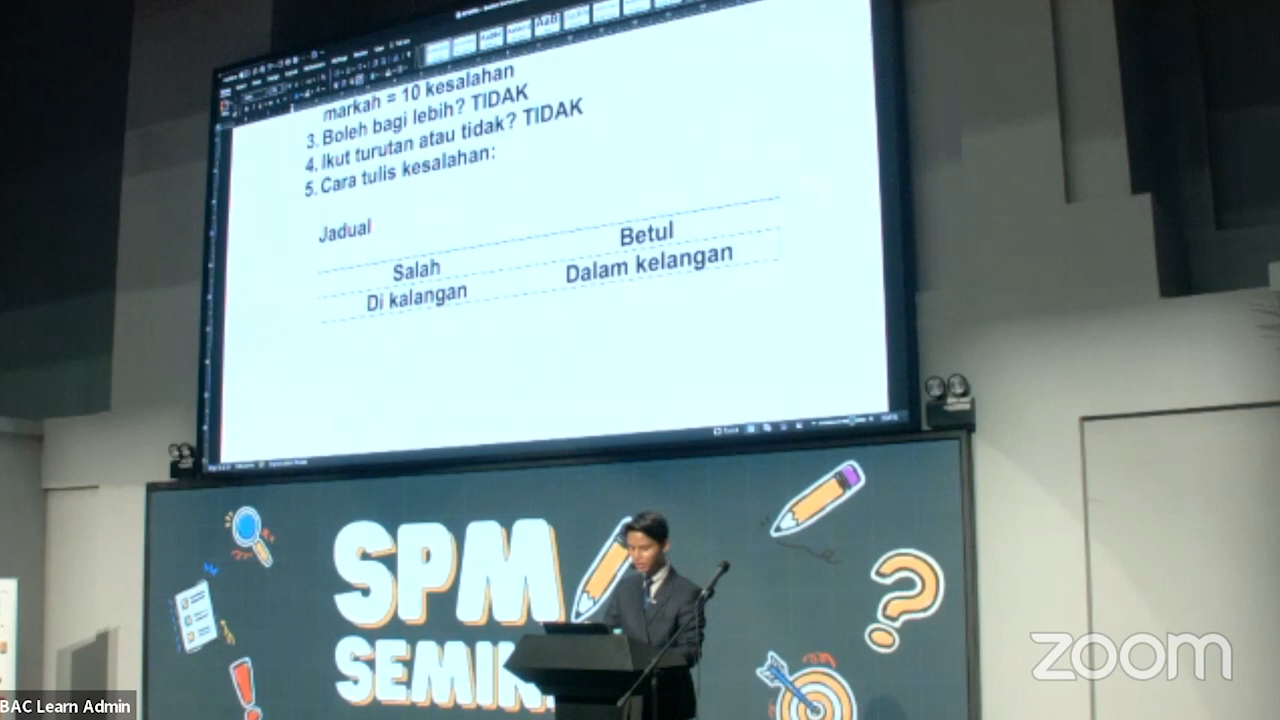 markah = 10 kesalahan
3. Boleh bagi lebih? TIDAK
4. Ikut turutan atau tidak? TIDAK
5. Cara tulis kesalahan:
Jadual
Salah Betul
Di kalangan Dalam kelangan
SPM
SEMIN
zoom
BAC Learn Admin